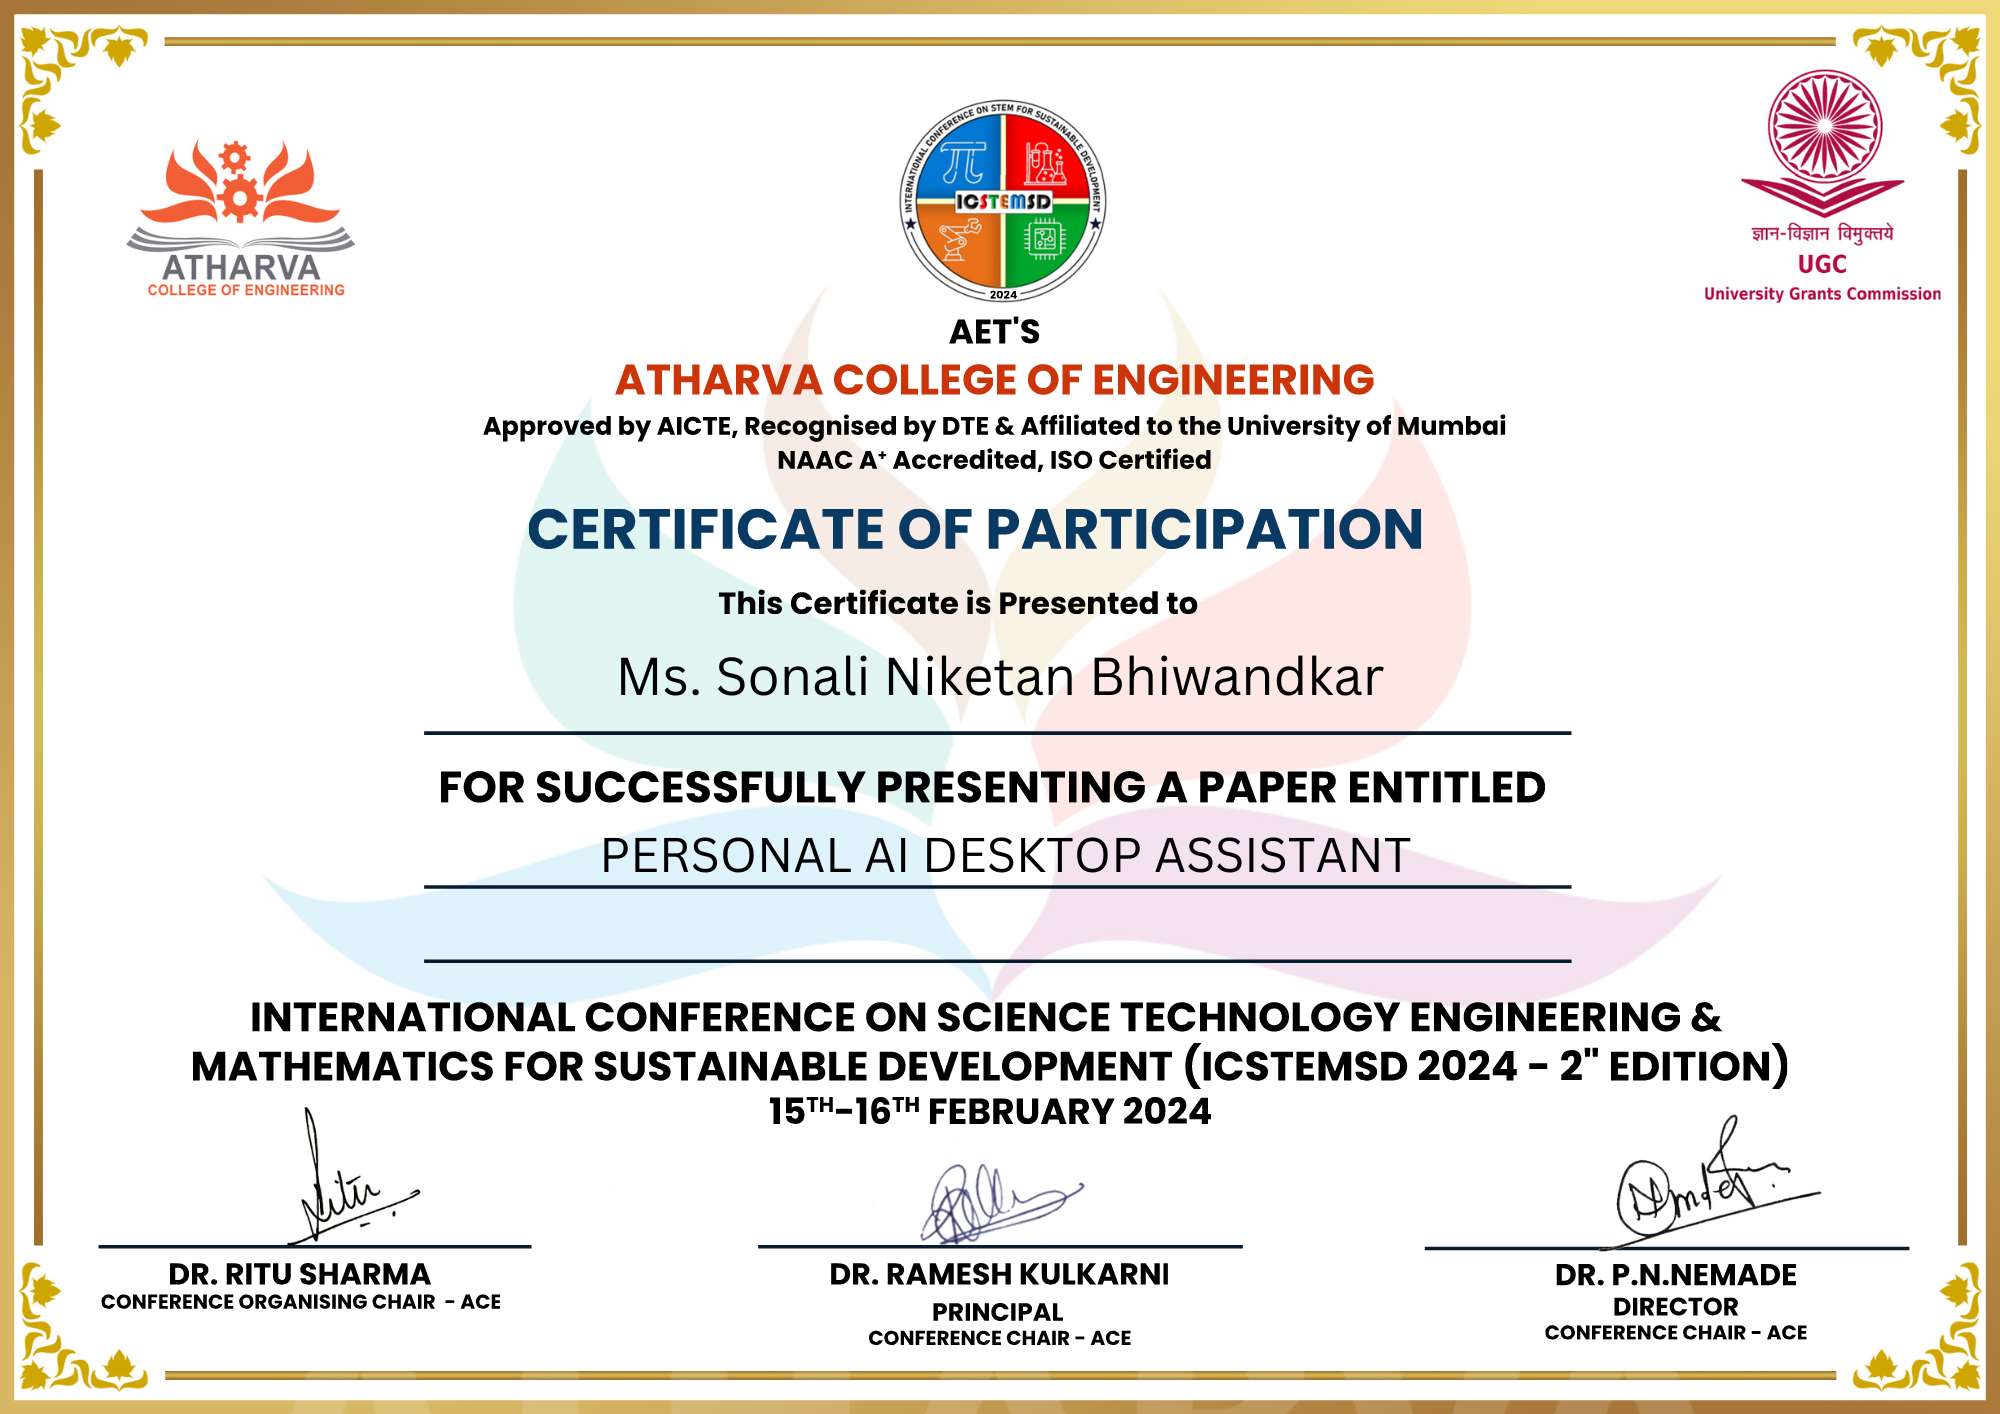 ATHARVA
COLLEGE OF ENGINEERING
INTERNATIONAL CONFERENCE ON STEM FOR SUSTAINABLE DEVELOPMENT
ICSTEMSD
2024
ज्ञान-विज्ञान विमुक्तये
UGC
University Grants Commission
AET'S
ATHARVA COLLEGE OF ENGINEERING
Approved by AICTE, Recognised by DTE & Affiliated to the University of Mumbai
NAAC A⁺ Accredited, ISO Certified
CERTIFICATE OF PARTICIPATION
This Certificate is Presented to
Ms. Sonali Niketan Bhiwandkar
FOR SUCCESSFULLY PRESENTING A PAPER ENTITLED
PERSONAL AI DESKTOP ASSISTANT
INTERNATIONAL CONFERENCE ON SCIENCE TECHNOLOGY ENGINEERING &
MATHEMATICS FOR SUSTAINABLE DEVELOPMENT (ICSTEMSD 2024 - 2" EDITION)
15TH-16TH FEBRUARY 2024
DR. RITU SHARMA
CONFERENCE ORGANISING CHAIR - ACE
DR. RAMESH KULKARNI
PRINCIPAL
CONFERENCE CHAIR - ACE
DR. P.N.NEMADE
DIRECTOR
CONFERENCE CHAIR - ACE